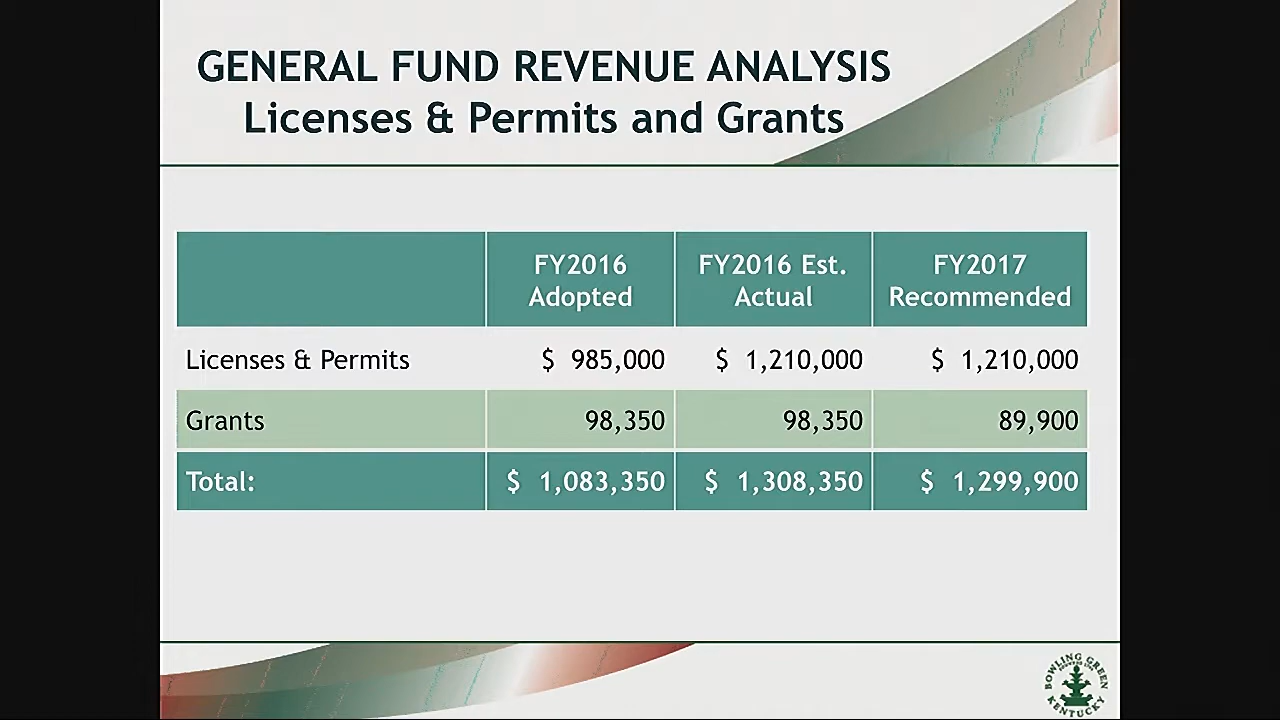 GENERAL FUND REVENUE ANALYSIS
Licenses & Permits and Grants
FY2016 Adopted FY2016 Est. Actual FY2017 Recommended
Licenses & Permits $ 985,000 $ 1,210,000 $ 1,210,000
Grants 98,350 98,350 89,900
Total: $ 1,083,350 $ 1,308,350 $ 1,299,900
BOWLING GREEN
KENTUCKY